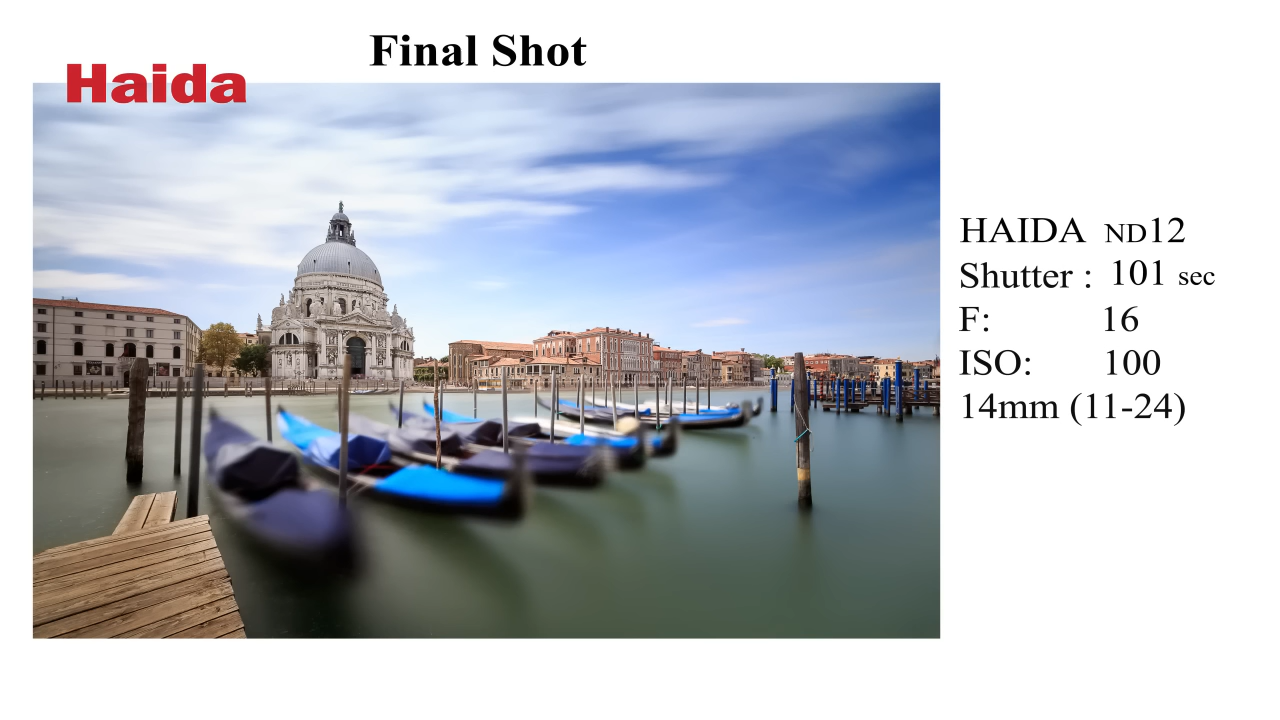 Final Shot
Haida
HAIDA ND12
Shutter : 101 sec
F: 16
ISO: 100
14mm (11-24)